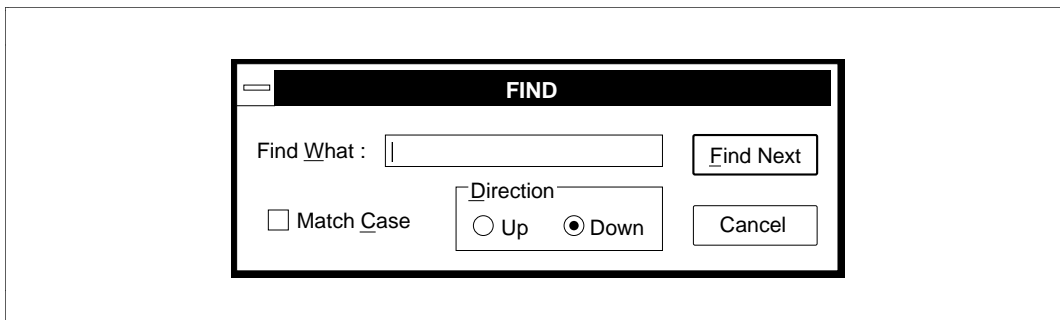 FIND
Find What :
Find Next
Direction
Match Case
Up
Down
Cancel